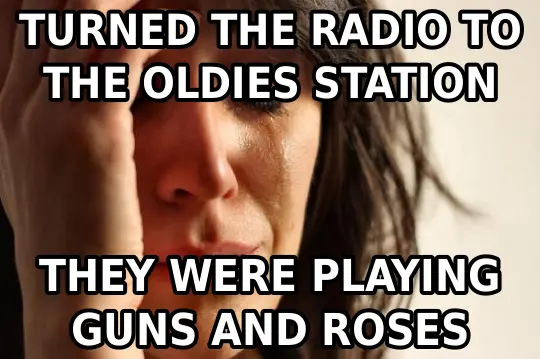 TURNED THE RADIO TO
THE OLDIES STATION
THEY WERE PLAYING
GUNS AND ROSES